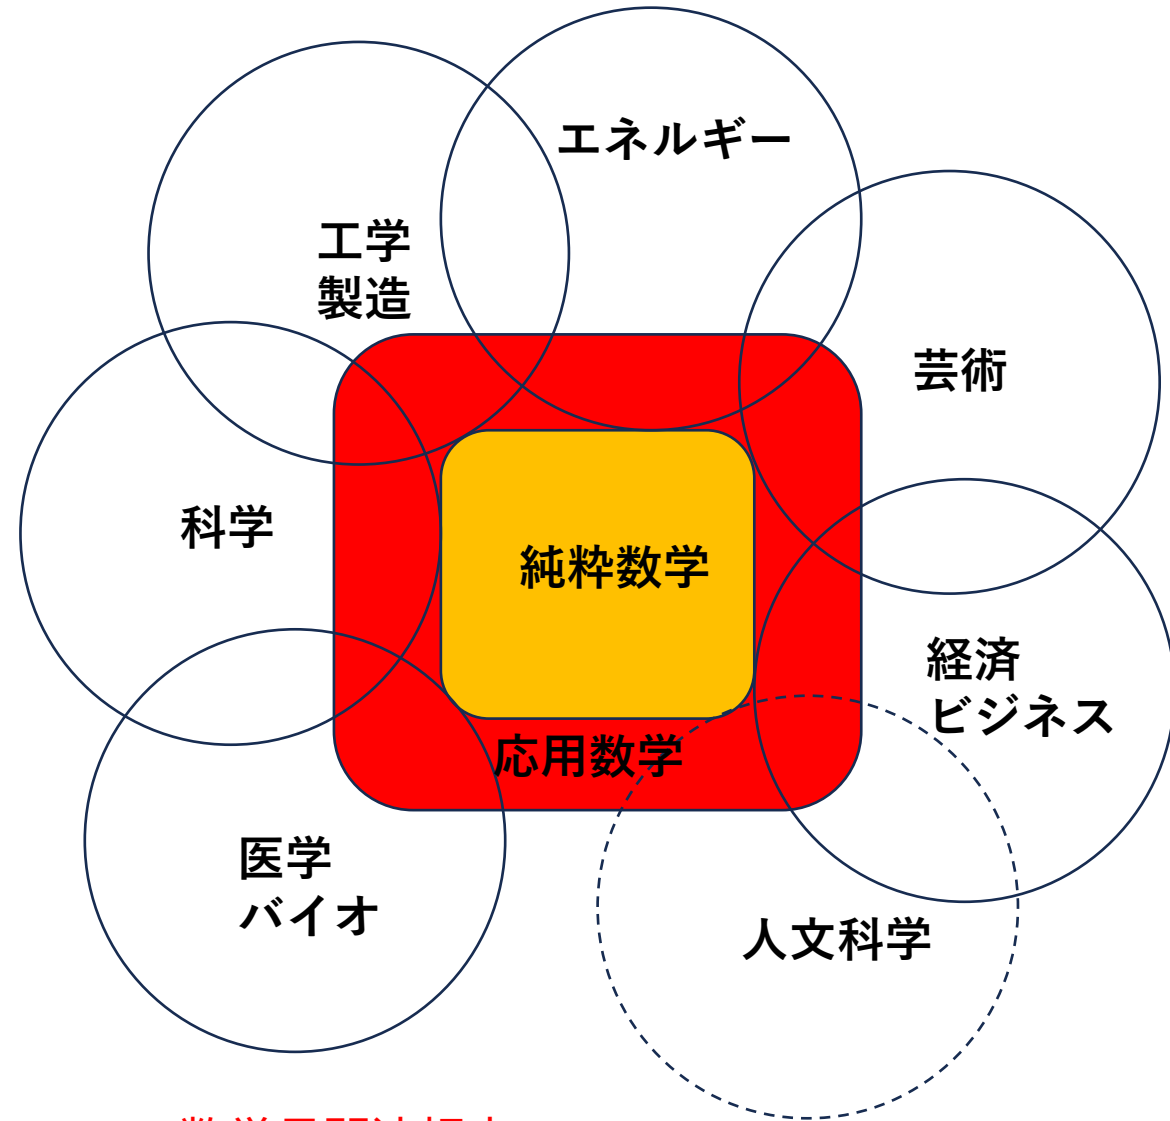 エネルギー
工学
製造
芸術
科学
純粋数学
経済
ビジネス
応用数学
医学
バイオ
人文科学